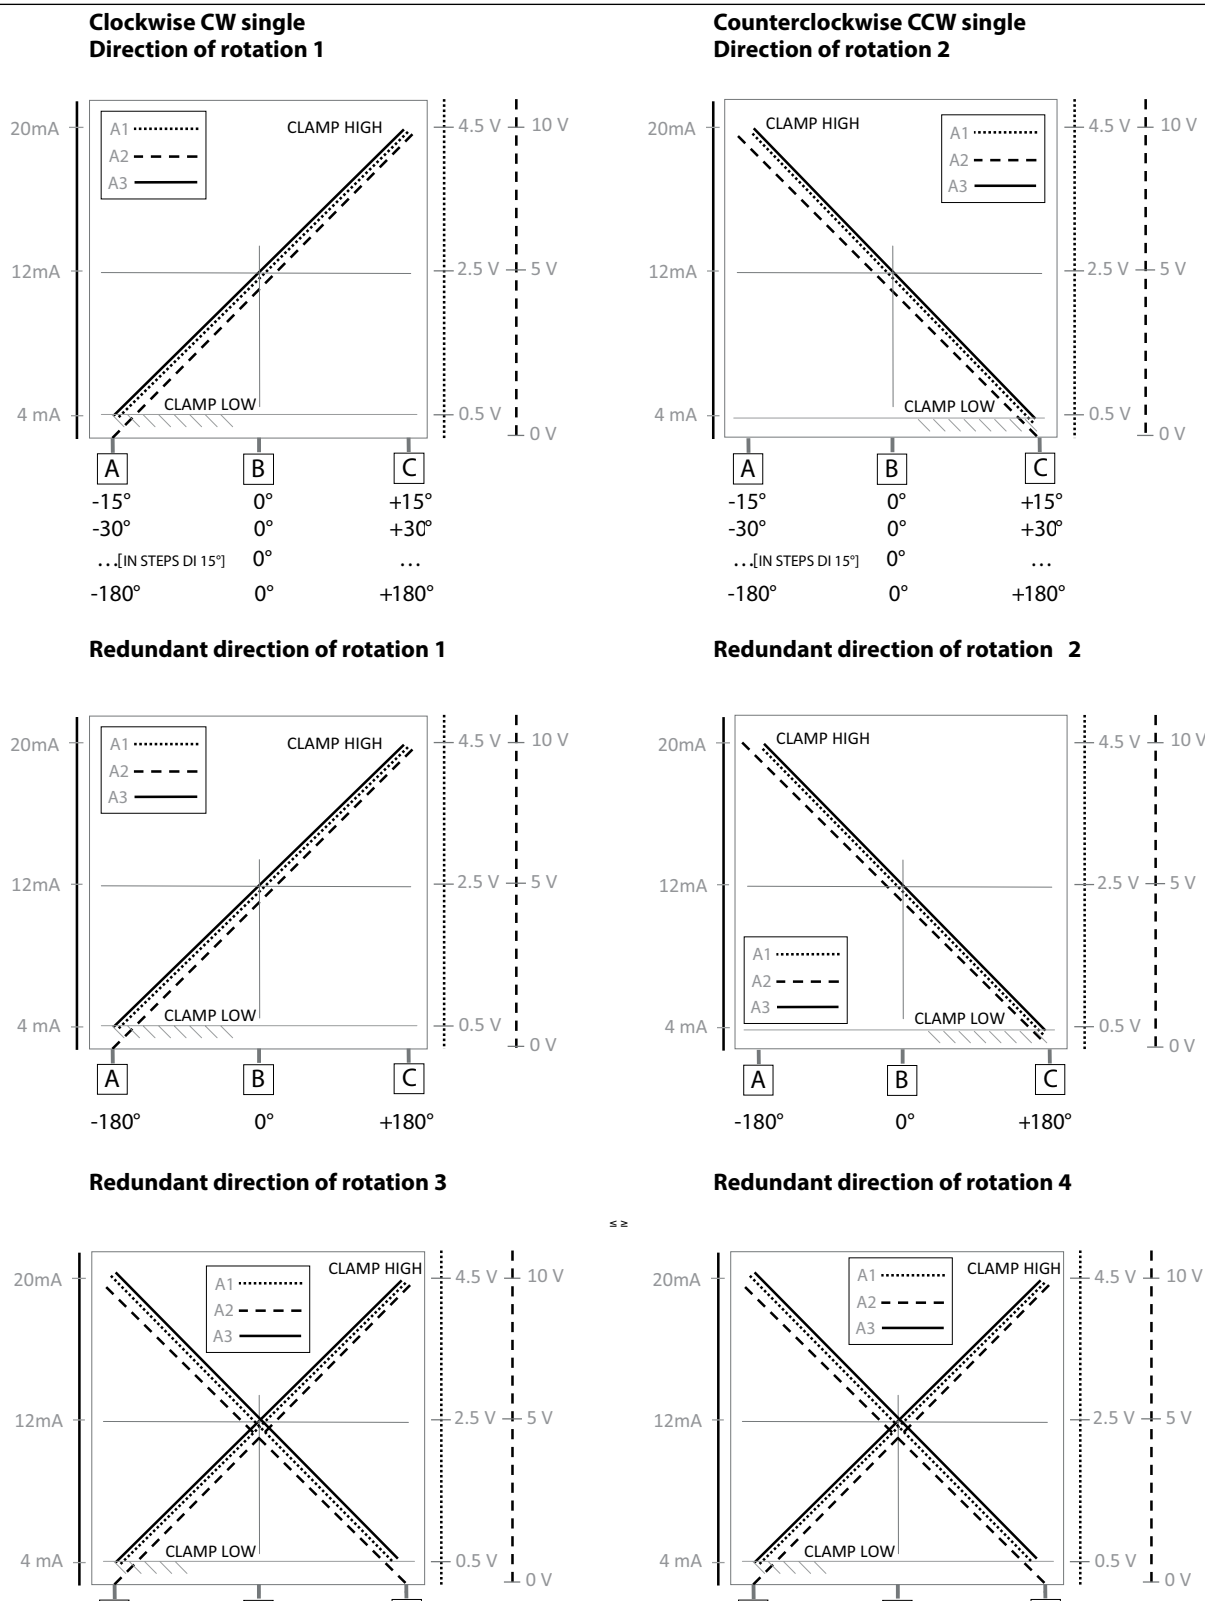 Clockwise CW single
Direction of rotation 1
20mA
12mA
4 mA
A1
A2
A3
CLAMP HIGH
CLAMP LOW
4.5 V
2.5 V
0.5 V
10 V
5 V
0 V
A B C
-15° 0° +15°
-30° 0° +30°
...[IN STEPS DI 15°] 0° ...
-180° 0° +180°
Counterclockwise CCW single
Direction of rotation 2
20mA
12mA
4 mA
CLAMP HIGH
A1
A2
A3
CLAMP LOW
4.5 V
2.5 V
0.5 V
10 V
5 V
0 V
A B C
-15° 0° +15°
-30° 0° +30°
...[IN STEPS DI 15°] 0° ...
-180° 0° +180°
Redundant direction of rotation 1
20mA
12mA
4 mA
A1
A2
A3
CLAMP HIGH
CLAMP LOW
4.5 V
2.5 V
0.5 V
10 V
5 V
0 V
A B C
-180° 0° +180°
Redundant direction of rotation 2
20mA
12mA
4 mA
CLAMP HIGH
A1
A2
A3
CLAMP LOW
4.5 V
2.5 V
0.5 V
10 V
5 V
0 V
A B C
-180° 0° +180°
Redundant direction of rotation 3
20mA
12mA
4 mA
A1
A2
A3
CLAMP HIGH
CLAMP LOW
4.5 V
2.5 V
0.5 V
10 V
5 V
0 V
≤ ≥
Redundant direction of rotation 4
20mA
12mA
4 mA
A1
A2
A3
CLAMP HIGH
CLAMP LOW
4.5 V
2.5 V
0.5 V
10 V
5 V
0 V